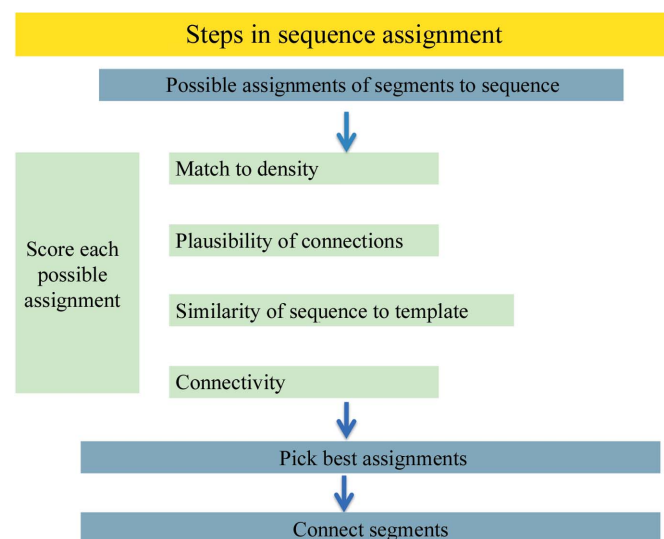 Steps in sequence assignment
Possible assignments of segments to sequence
Match to density
Plausibility of connections
Score each
possible
assignment
Similarity of sequence to template
Connectivity
Pick best assignments
Connect segments